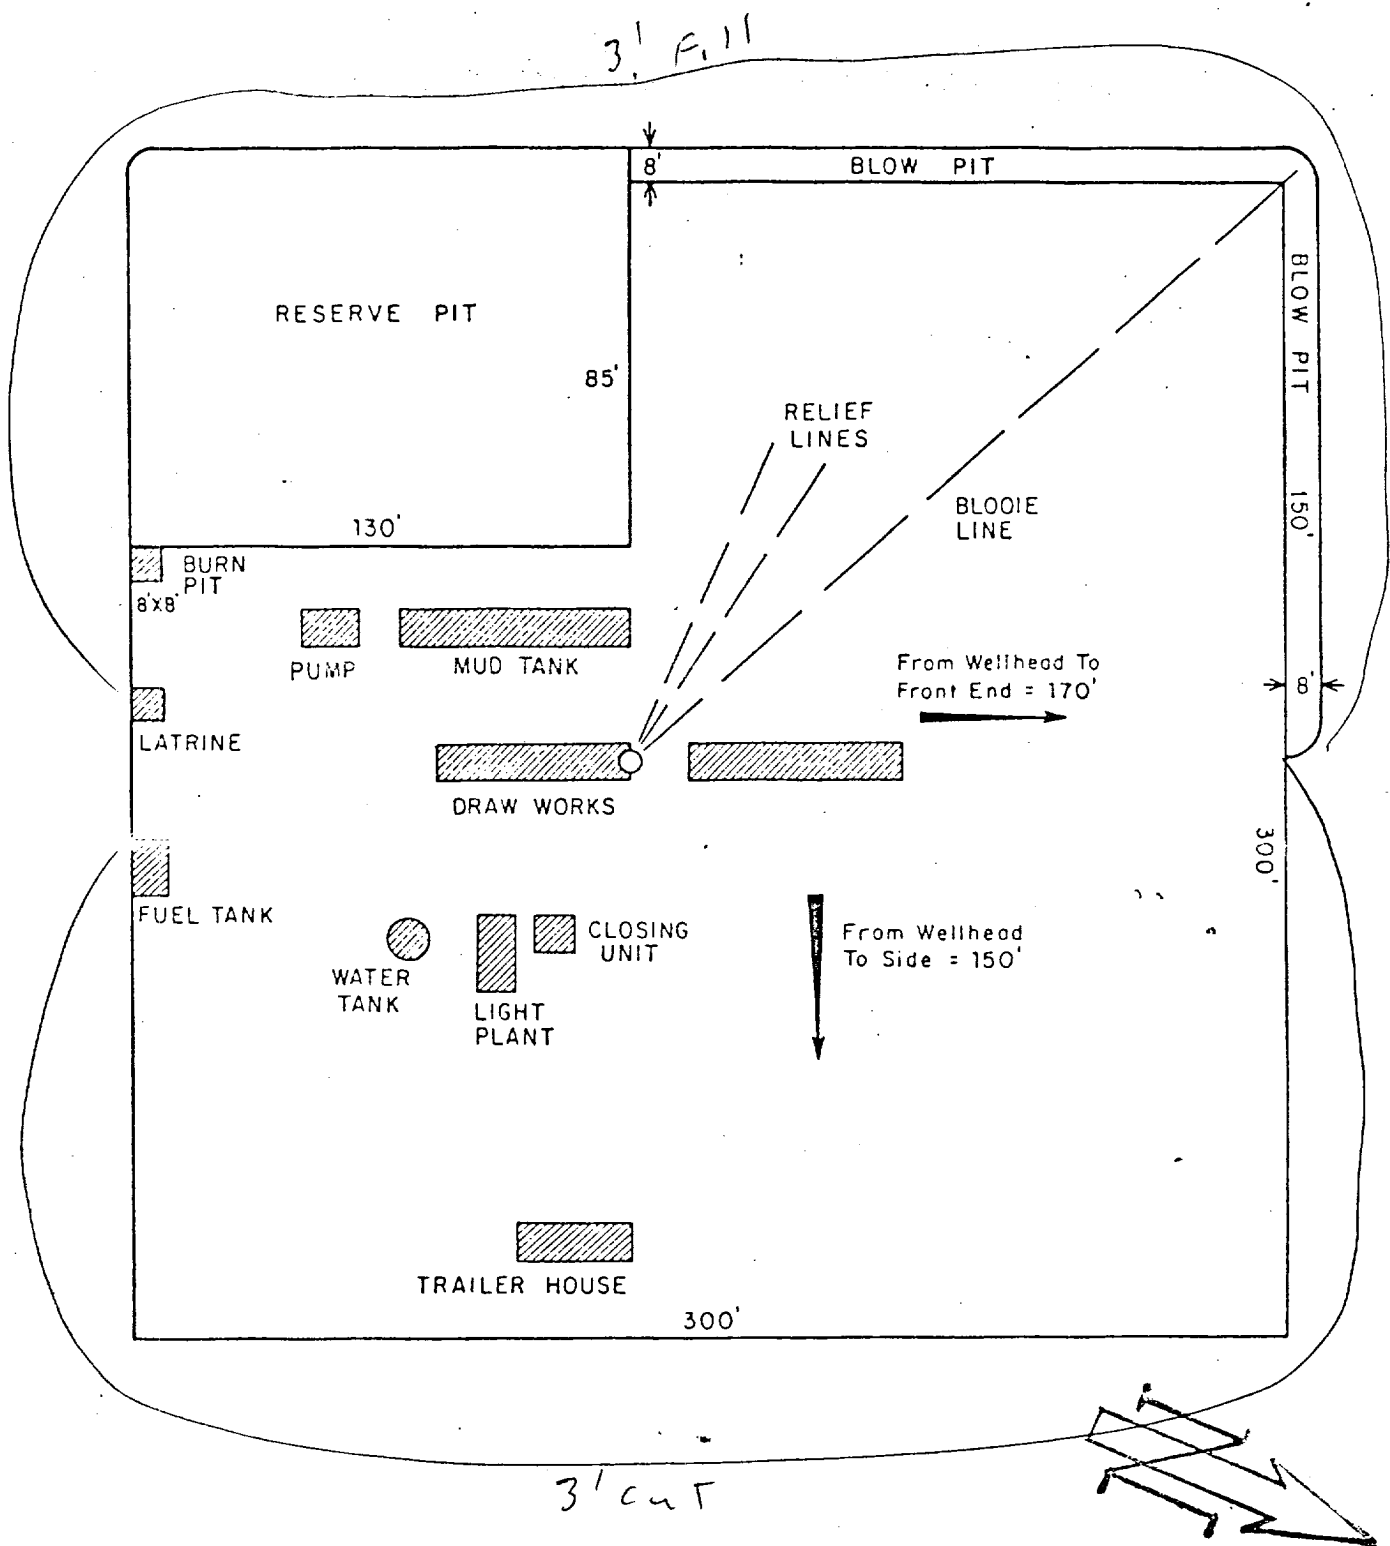 3' Fill
8'
BLOW PIT
BLOW PIT
RESERVE PIT
85'
RELIEF
LINES
BLOOIE
LINE
150'
130'
BURN
PIT
8'X8'
PUMP
MUD TANK
From Wellhead To
Front End = 170'
8'
LATRINE
DRAW WORKS
300'
FUEL TANK
CLOSING
UNIT
From Wellhead
To Side = 150'
WATER
TANK
LIGHT
PLANT
TRAILER HOUSE
300'
3' cut
N